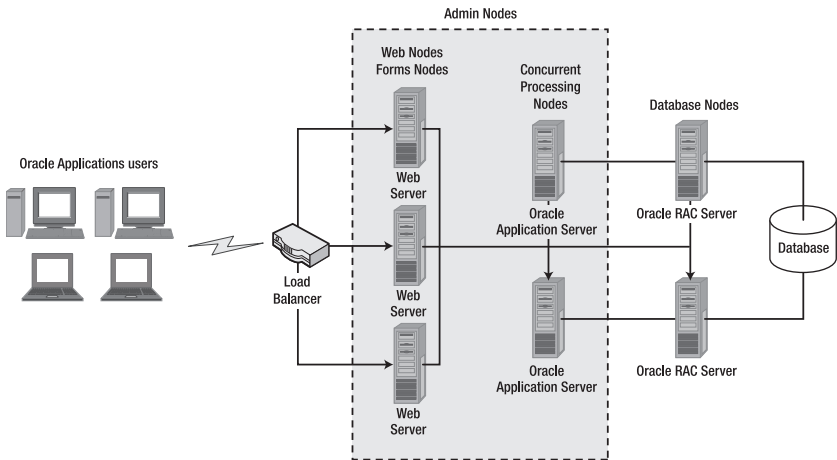 Admin Nodes
Web Nodes
Forms Nodes
Concurrent
Processing
Nodes
Database Nodes
Oracle Applications users
Web
Server
Oracle
Application Server
Oracle RAC Server
Load
Balancer
Web
Server
Database
Web
Server
Oracle
Application Server
Oracle RAC Server